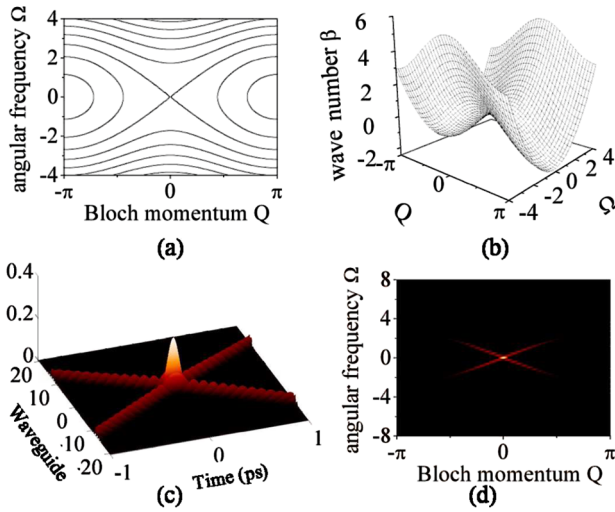 4
2
0
-2
-4
-π
0
π
angular frequency Ω
Bloch momentum Q
(a)
6
4
2
0
-2
wave number β
-π
0
π
Q
-4
-2
0
2
4
Ω
(b)
0.4
0.2
0
20
10
0
-10
-20
Waveguide
-1
0
1
Time (ps)
(c)
8
4
0
-4
-8
-π
0
π
angular frequency Ω
Bloch momentum Q
(d)